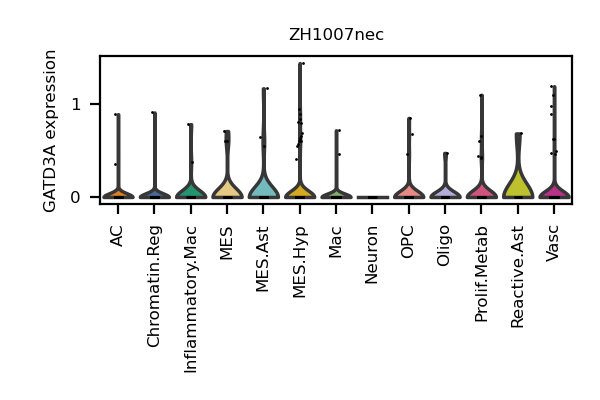 ZH1007nec
GATD3A expression
1
0
AC
Chromatin.Reg
Inflammatory.Mac
MES
MES.Ast
MES.Hyp
Mac
Neuron
OPC
Oligo
Prolif.Metab
Reactive.Ast
Vasc